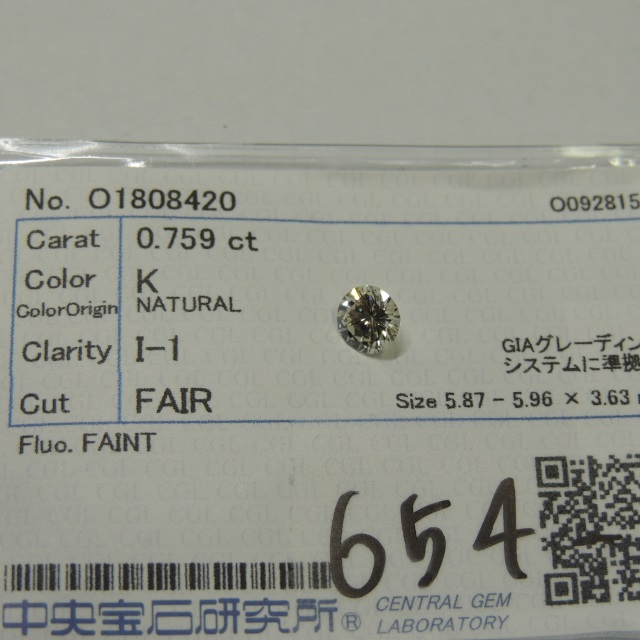 No. O1808420 O092815
Carat 0.759 ct
Color K
ColorOrigin NATURAL
Clarity I-1
GIAグレーディン
システムに準拠
Cut FAIR
Size 5.87 - 5.96 × 3.63
Fluo. FAINT
654
中央宝石研究所® CENTRAL GEM
LABORATORY